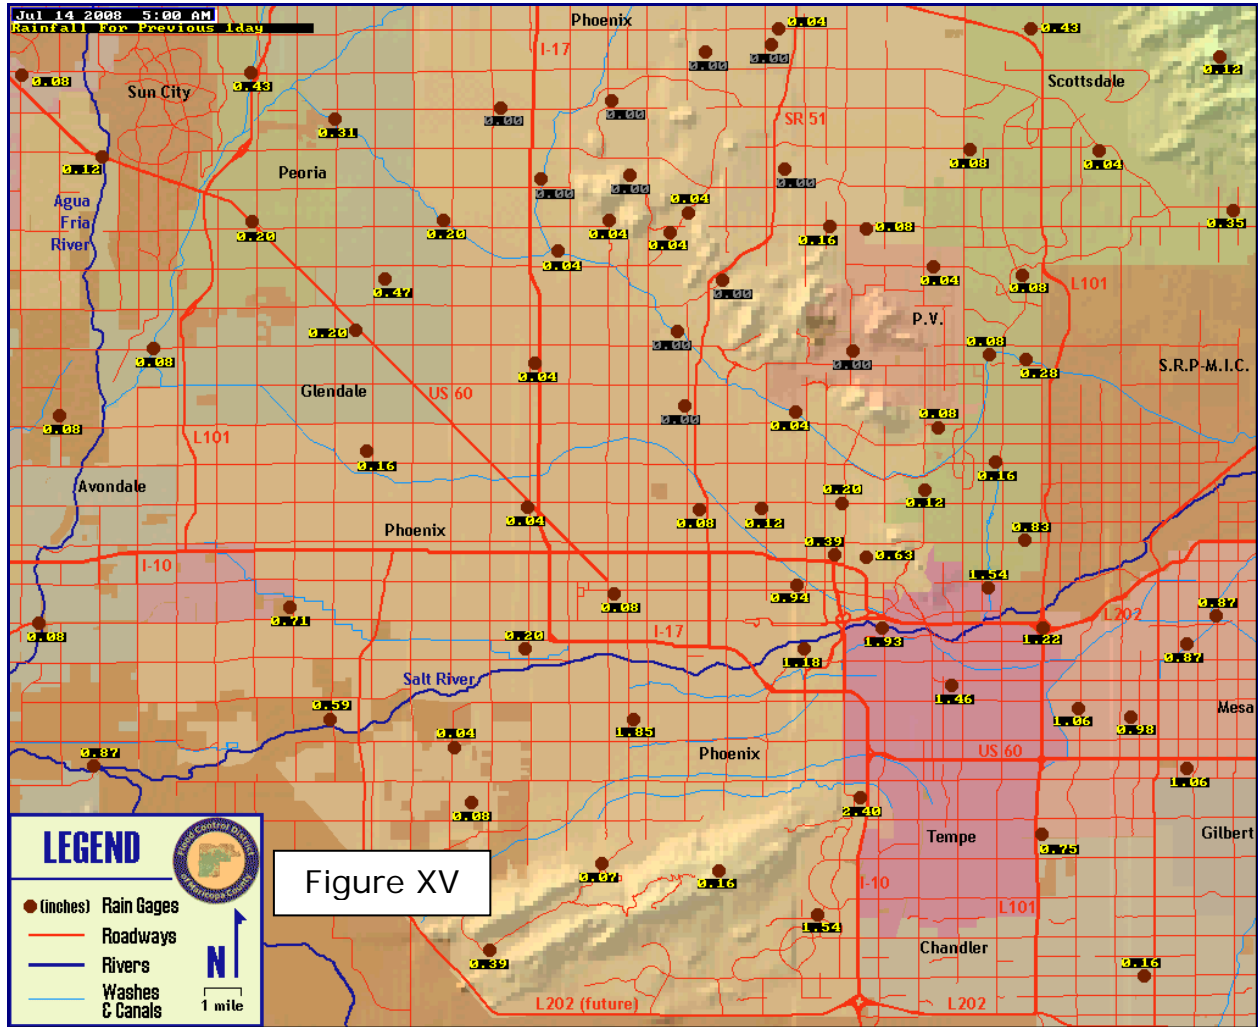 Jul 14 2008 5:00 AM
Rainfall For Previous 1day
Phoenix
0.04
0.43
I-17
0.00
0.00
0.12
0.08
Sun City
0.43
Scottsdale
0.00
0.00
SR 51
0.31
0.12
Peoria
0.08
0.04
0.00
0.00
0.00
Agua
Fria
River
0.04
0.20
0.20
0.04
0.04
0.16
0.08
0.35
0.04
0.47
0.00
0.04
0.08
L101
P.V.
0.20
0.00
0.08
0.08
0.00
0.28
S.R.P-M.I.C.
0.04
Glendale
US 60
0.08
0.00
0.04
0.08
L101
0.16
0.16
Avondale
0.20
0.12
0.04
0.08
0.12
Phoenix
0.83
0.39
0.63
I-10
1.54
0.94
0.08
0.71
0.87
L202
0.08
0.20
I-17
1.93
1.22
1.18
0.87
Salt River
1.46
0.59
1.06
0.98
Mesa
0.04
1.85
0.87
Phoenix
US 60
1.06
2.40
0.08
Tempe
0.75
Gilbert
LEGEND
Flood Control District
of Maricopa County
Figure XV
0.07
0.16
I-10
(inches) Rain Gages
L101
1.54
Roadways
Chandler
Rivers
N
0.39
0.16
Washes
& Canals
1 mile
L202 (future)
L202